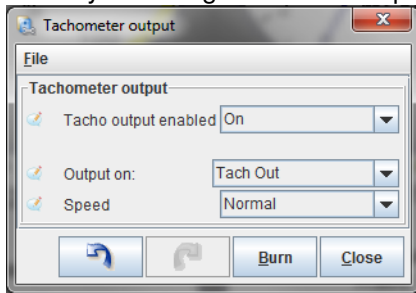 Tachometer output
File
Tachometer output
Tacho output enabled On
Output on: Tach Out
Speed Normal
Burn Close